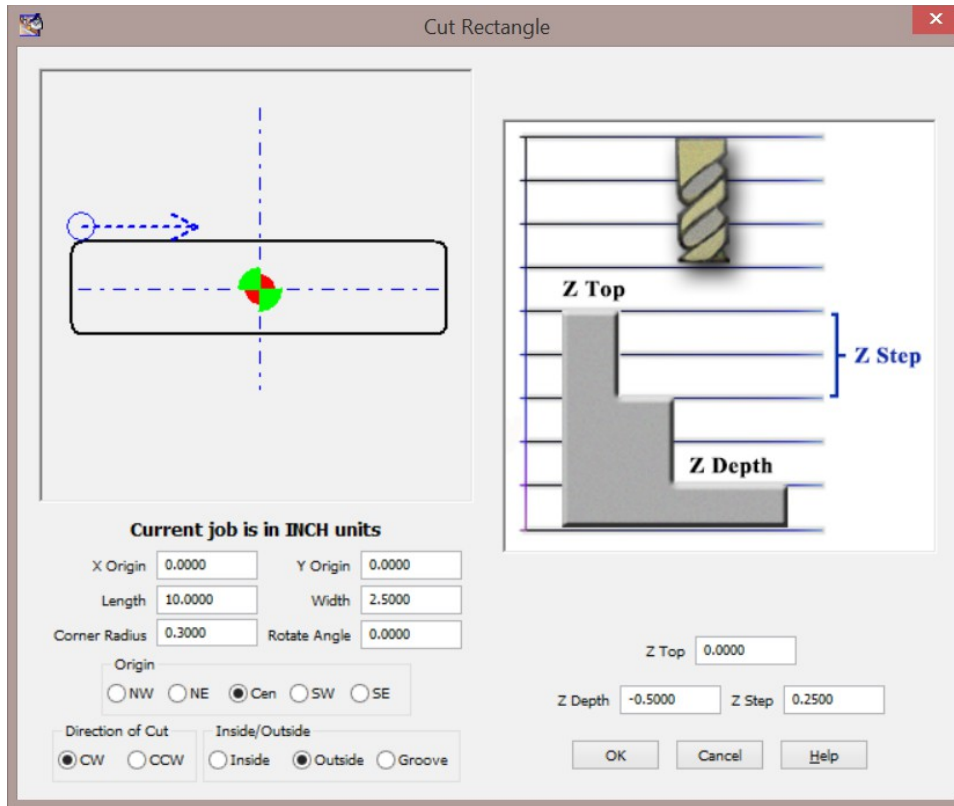 Cut Rectangle
Z Top
Z Step
Z Depth
Current job is in INCH units
X Origin 0.0000 Y Origin 0.0000
Length 10.0000 Width 2.5000
Corner Radius 0.3000 Rotate Angle 0.0000
Origin
NW NE Cen SW SE
Direction of Cut Inside/Outside
CW CCW Inside Outside Groove
Z Top 0.0000
Z Depth -0.5000 Z Step 0.2500
OK Cancel Help